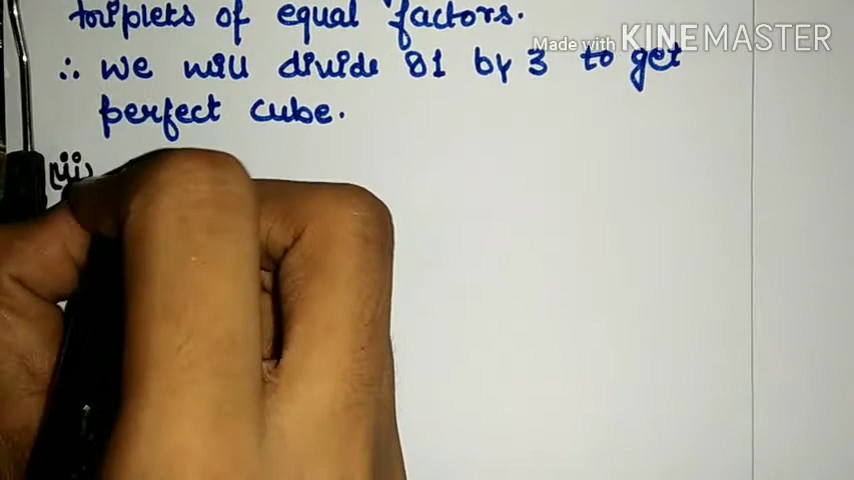 triplets of equal factors.
Made with KINEMASTER
∴ we will divide 81 by 3 to get
perfect cube.